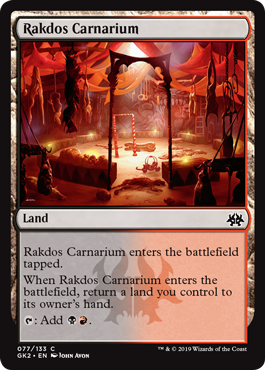 Rakdos Carnarium
Land
Rakdos Carnarium enters the battlefield
tapped.
When Rakdos Carnarium enters the
battlefield, return a land you control to
its owner's hand.
: Add .
077/133 C
GK2 • EN JOHN AVON
™ & © 2019 Wizards of the Coast